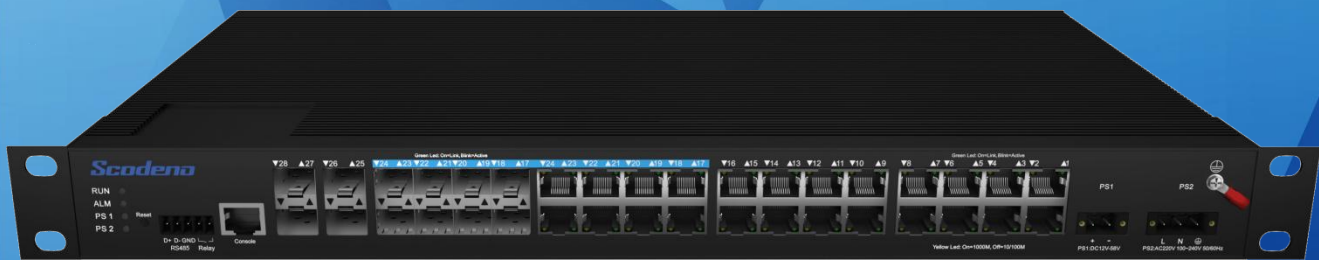 Scodeno
RUN
ALM
PS 1
PS 2
Reset
D+ D- GND
RS485 Relay
Console
▼28 ▲27 ▼26 ▲25
Green Led: On=Link, Blink=Active
▼24 ▲23 ▼22 ▲21 ▼20 ▲19 ▼18 ▲17
▼24 ▲23 ▼22 ▲21 ▼20 ▲19 ▼18 ▲17
▼16 ▲15 ▼14 ▲13 ▼12 ▲11 ▼10 ▲9
Green Led: On=Link, Blink=Active
▼8 ▲7 ▼6 ▲5 ▼4 ▲3 ▼2 ▲1
Yellow Led: On=1000M, Off=10/100M
PS1
+ -
PS1:DC12V-58V
PS2
L N
PS2:AC220V 100~240V 50/60Hz